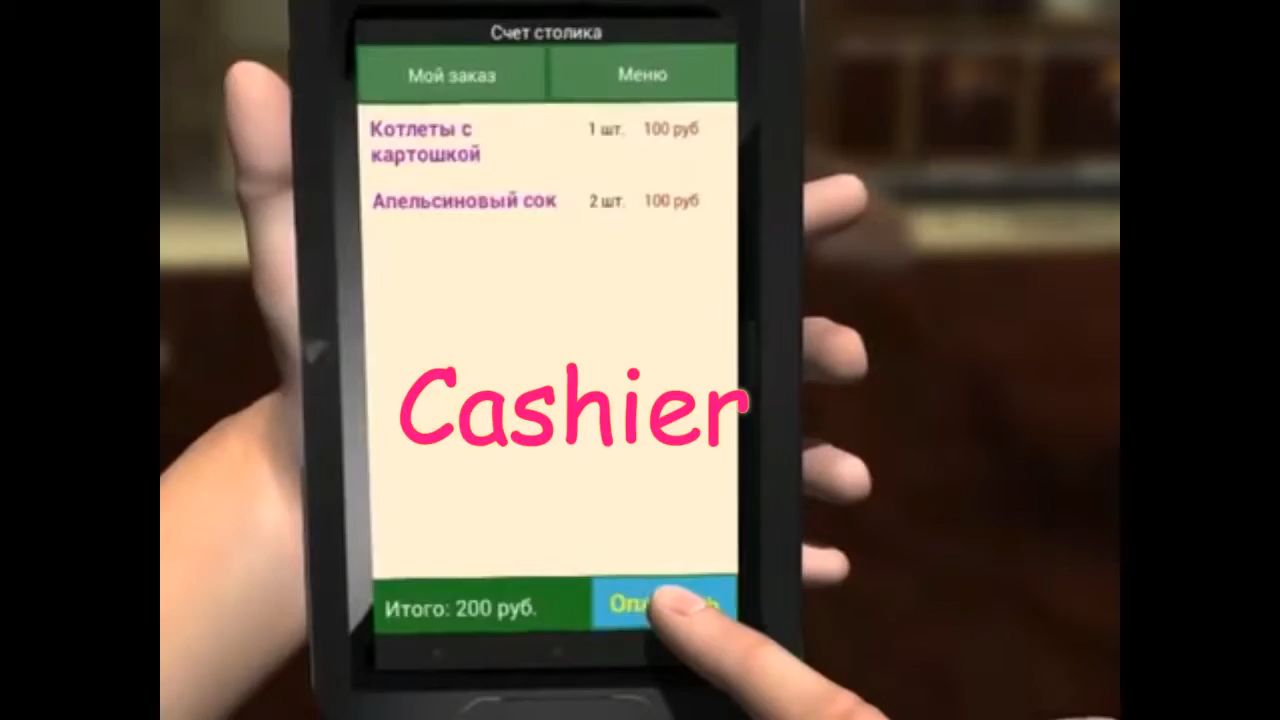 Счет столика
Мой заказ Меню
Котлеты с картошкой 1 шт. 100 руб
Апельсиновый сок 2 шт. 100 руб
Cashier
Итого: 200 руб.